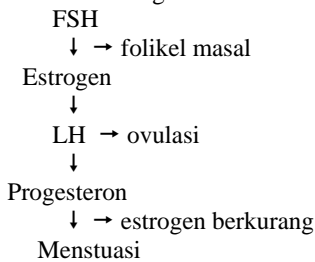 FSH
↓ → folikel masal
Estrogen
↓
LH → ovulasi
↓
Progesteron
↓ → estrogen berkurang
Menstuasi